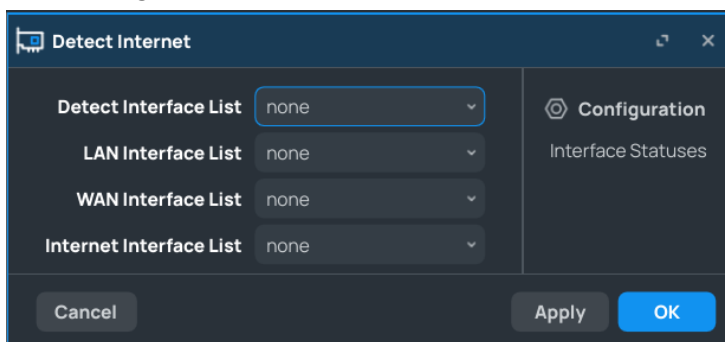 Detect Internet
Detect Interface List none
LAN Interface List none
WAN Interface List none
Internet Interface List none
Configuration
Interface Statuses
Cancel Apply OK